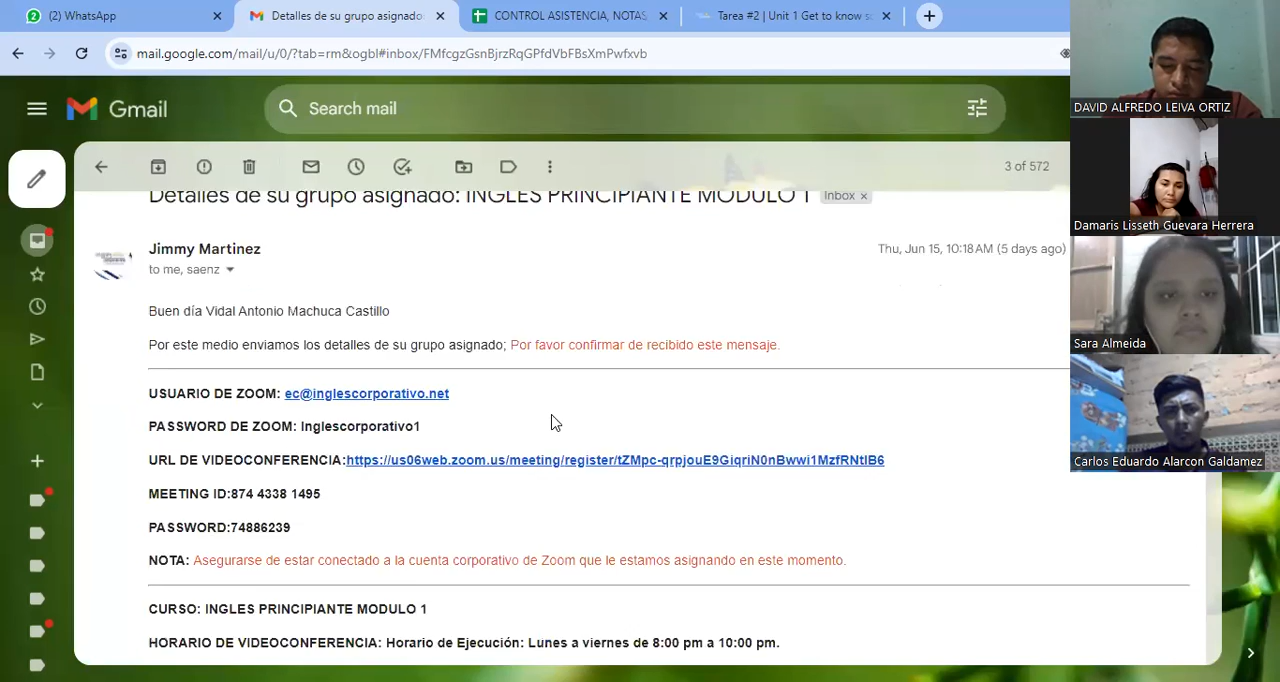 (2) WhatsApp
Detalles de su grupo asignado
CONTROL ASISTENCIA, NOTAS
Tarea #2 | Unit 1 Get to know s
mail.google.com/mail/u/0/?tab=rm&ogbl#inbox/FMfcgzGsnBjrzRqGPfdVbFBsXmPwfxvb
Gmail
Search mail
3 of 572
Detalles de su grupo asignado: INGLES PRINCIPIANTE MODULO 1
Inbox
Jimmy Martinez
Thu, Jun 15, 10:18 AM (5 days ago)
to me, saenz
Buen día Vidal Antonio Machuca Castillo
Por este medio enviamos los detalles de su grupo asignado; Por favor confirmar de recibido este mensaje.
USUARIO DE ZOOM: ec@inglescorporativo.net
PASSWORD DE ZOOM: Inglescorporativo1
URL DE VIDEOCONFERENCIA:https://us06web.zoom.us/meeting/register/tZMpc-qrpjouE9GiqriN0nBwwi1MzfRNtIB6
MEETING ID:874 4338 1495
PASSWORD:74886239
NOTA: Asegurarse de estar conectado a la cuenta corporativo de Zoom que le estamos asignando en este momento.
CURSO: INGLES PRINCIPIANTE MODULO 1
HORARIO DE VIDEOCONFERENCIA: Horario de Ejecución: Lunes a viernes de 8:00 pm a 10:00 pm.
DAVID ALFREDO LEIVA ORTIZ
Damaris Lisseth Guevara Herrera
Sara Almeida
Carlos Eduardo Alarcon Galdamez